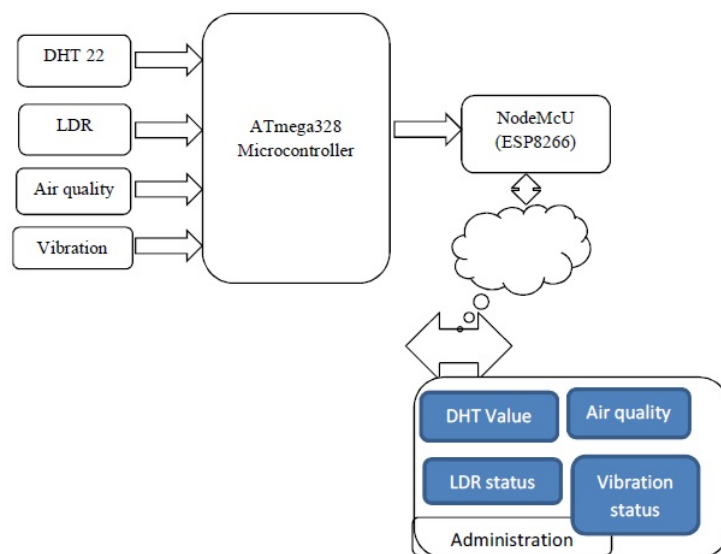 DHT 22
LDR
Air quality
Vibration
ATmega328
Microcontroller
NodeMcU
(ESP8266)
DHT Value
Air quality
LDR status
Vibration
status
Administration